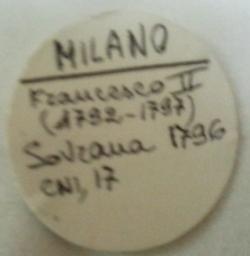 MILANO
Francesco II
(1792-1797)
Sovrana 1796
CNI, 17